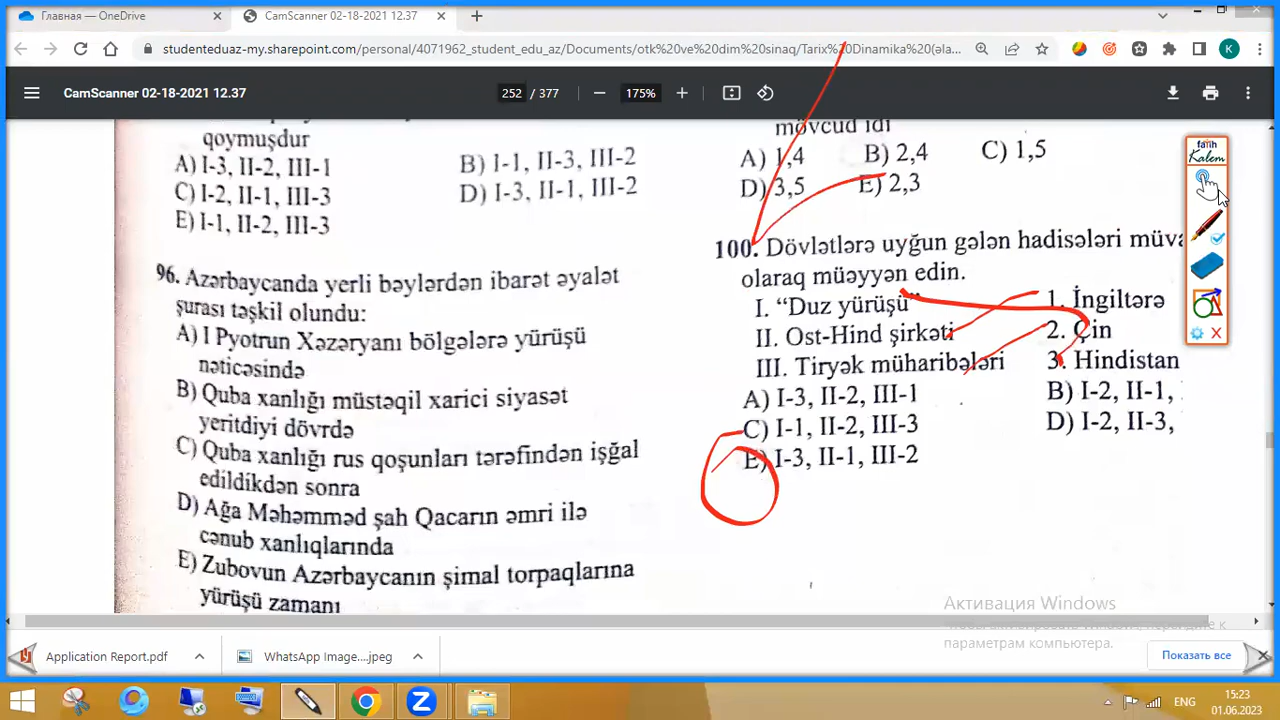 Главная — OneDrive
CamScanner 02-18-2021 12.37
studenteduaz-my.sharepoint.com/personal/4071962_student_edu_az/Documents/otk%20ve%20dim%20sinaq/Tarix%20Dinamika%20(əla...
K
CamScanner 02-18-2021 12.37
252 / 377
175%
qoymuşdur
A) I-3, II-2, III-1
B) I-1, II-3, III-2
C) I-2, II-1, III-3
D) I-3, II-1, III-2
E) I-1, II-2, III-3
96. Azərbaycanda yerli bəylərdən ibarət əyalət
şurası təşkil olundu:
A) I Pyotrun Xəzəryanı bölgələrə yürüşü
nəticəsində
B) Quba xanlığı müstəqil xarici siyasət
yeritdiyi dövrdə
C) Quba xanlığı rus qoşunları tərəfindən işğal
edildikdən sonra
D) Ağa Məhəmməd şah Qacarın əmri ilə
cənub xanlıqlarında
E) Zubovun Azərbaycanın şimal torpaqlarına
yürüşü zamanı
mövcud idi
A) 1,4
B) 2,4
C) 1,5
D) 3,5
E) 2,3
100. Dövlətlərə uyğun gələn hadisələri müva
olaraq müəyyən edin.
I. “Duz yürüşü”
1. İngiltərə
II. Ost-Hind şirkəti
2. Çin
III. Tiryək müharibələri
3. Hindistan
A) I-3, II-2, III-1
B) I-2, II-1,
C) I-1, II-2, III-3
D) I-2, II-3,
E) I-3, II-1, III-2
fatih
Kalem
Активация Windows
параметрам компьютера.
Application Report.pdf
WhatsApp Image....jpeg
Показать все
ENG
15:23
01.06.2023